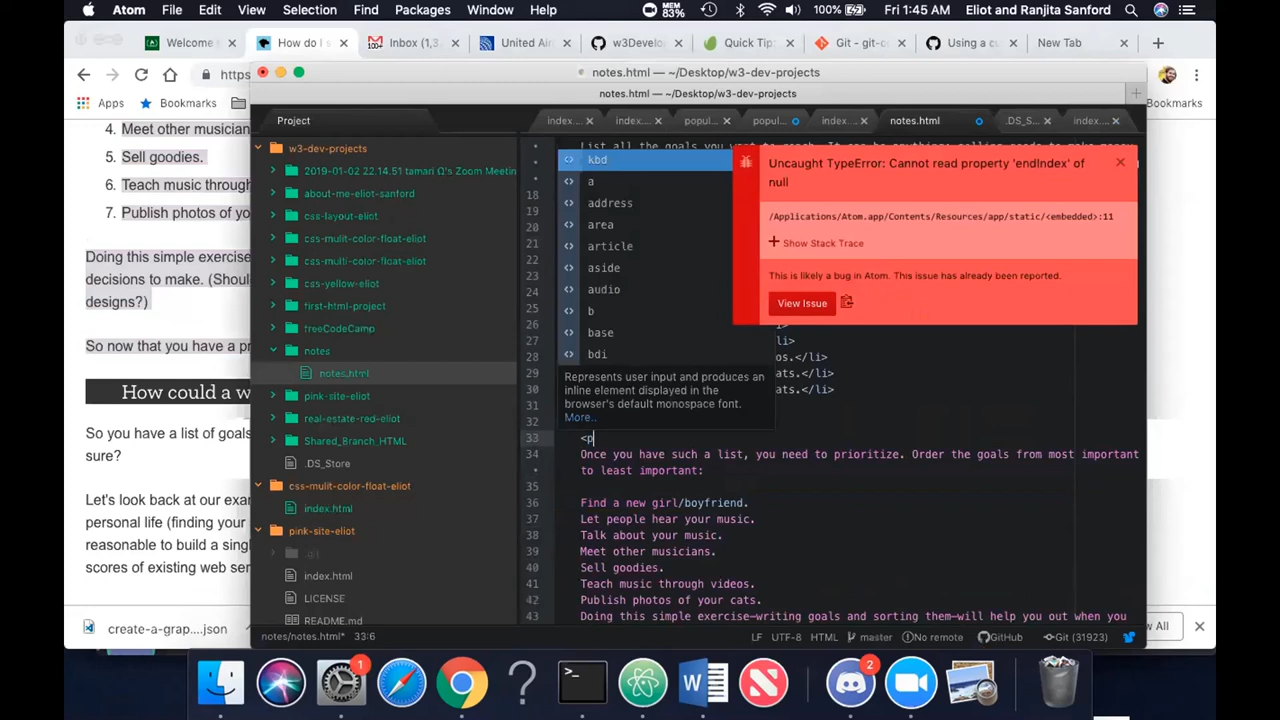 Atom File Edit View Selection Find Packages Window Help MEM 83% 100% Fri 1:45 AM Eliot and Ranjita Sanford
Welcome How do I s Inbox (1,3 United Air w3Develo Quick Tip: Git - git-c Using a cs New Tab
https
Apps Bookmarks Bookmarks
4. Meet other musician
5. Sell goodies.
6. Teach music through
7. Publish photos of yo
Doing this simple exercise
decisions to make. (Shoul
designs?)
So now that you have a pr
How could a w
So you have a list of goals
sure?
Let's look back at our exam
personal life (finding your
reasonable to build a singl
scores of existing web ser
create-a-grap....json
w All
notes.html — ~/Desktop/w3-dev-projects
notes.html — ~/Desktop/w3-dev-projects
Project
index.... index.... popul... popul... index.... notes.html .DS_S... index....
w3-dev-projects
2019-01-02 22.14.51 tamari Ω's Zoom Meetin
about-me-eliot-sanford
css-layout-eliot
css-mulit-color-float-eliot
css-multi-color-float-eliot
css-yellow-eliot
first-html-project
freeCodeCamp
notes
notes.html
pink-site-eliot
real-estate-red-eliot
Shared_Branch_HTML
.DS_Store
css-mulit-color-float-eliot
index.html
pink-site-eliot
.git
index.html
LICENSE
README.md
kbd
a
address
area
article
aside
audio
b
base
bdi
Represents user input and produces an
inline element displayed in the
browser's default monospace font.
More..
Uncaught TypeError: Cannot read property 'endIndex' of
null
/Applications/Atom.app/Contents/Resources/app/static/<embedded>:11
Show Stack Trace
This is likely a bug in Atom. This issue has already been reported.
View Issue
18
19
20
21
22
23
24
25
26
27 li>
28 os.</li>
29 ats.</li>
30 ats.</li>
31
32
33 <p
34 Once you have such a list, you need to prioritize. Order the goals from most important
to least important:
35
36 Find a new girl/boyfriend.
37 Let people hear your music.
38 Talk about your music.
39 Meet other musicians.
40 Sell goodies.
41 Teach music through videos.
42 Publish photos of your cats.
43 Doing this simple exercise—writing goals and sorting them—will help you out when you
notes/notes.html* 33:6 LF UTF-8 HTML master No remote GitHub Git (31923)
1 2